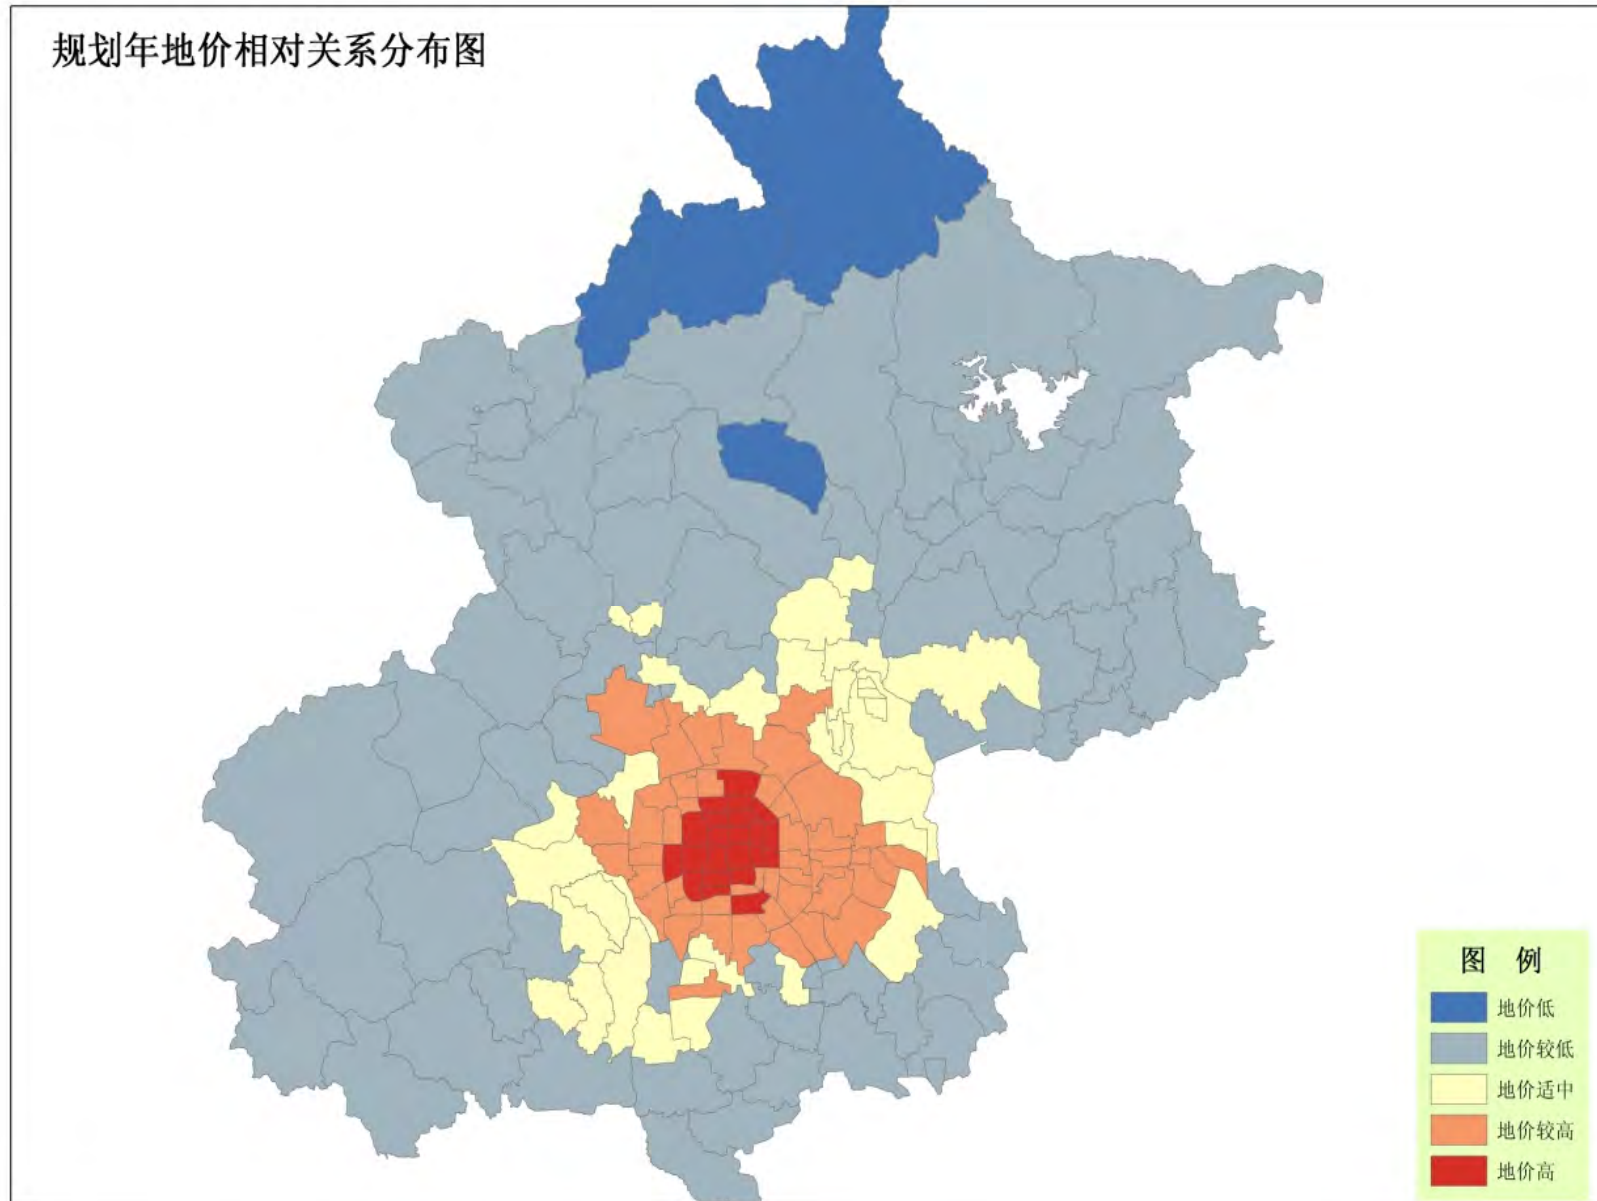 规划年地价相对关系分布图
图 例
地价低
地价较低
地价适中
地价较高
地价高